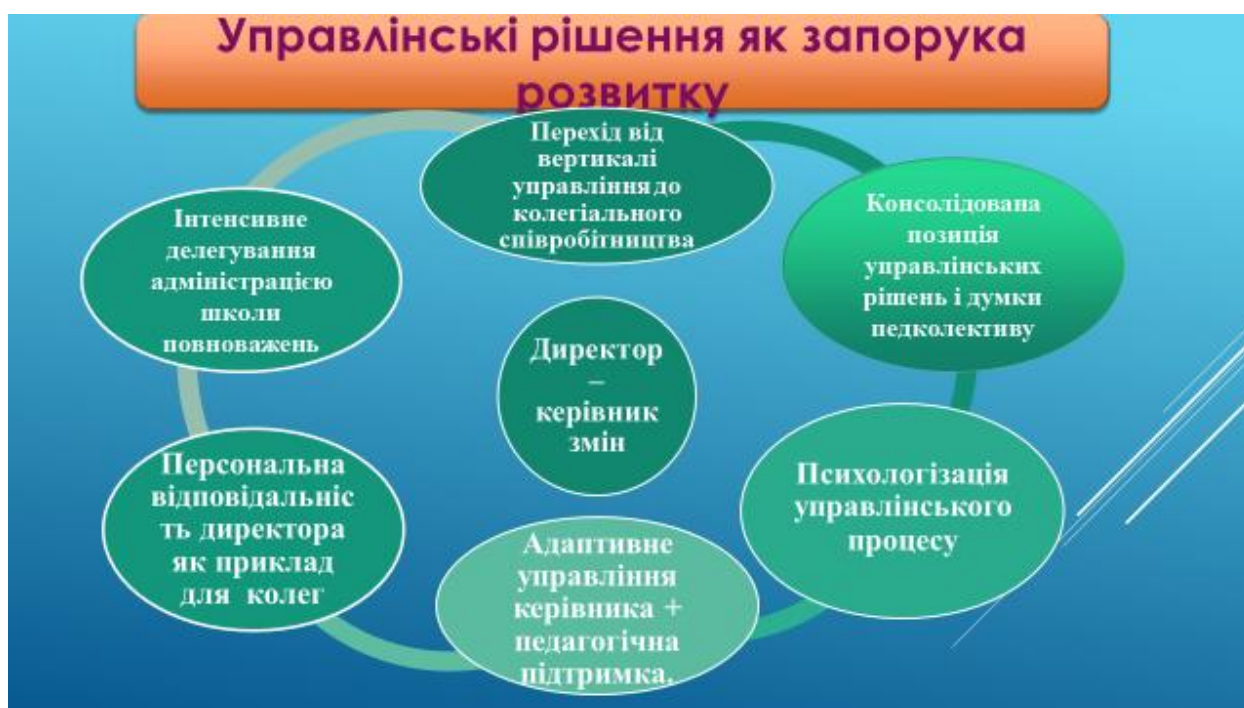 Управлінські рішення як запорука
розвитку
Перехід від
вертикалі
управління до
колегіального
співробітництва
Консолідована
позиція
управлінських
рішень і думки
педколективу
Психологізація
управлінського
процесу
Адаптивне
управління
керівника +
педагогічна
підтримка.
Персональна
відповідальніс
ть директора
як приклад
для колег
Інтенсивне
делегування
адміністрацією
школи
повноважень
Директор
–
керівник
змін